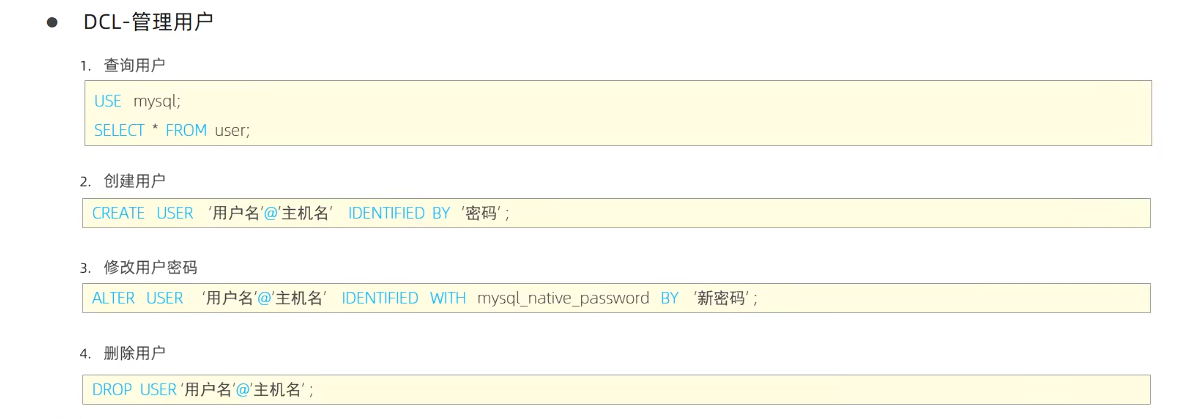 ● DCL-管理用户
1. 查询用户
USE mysql;
SELECT * FROM user;
2. 创建用户
CREATE USER ‘用户名’@’主机名’ IDENTIFIED BY ‘密码’ ;
3. 修改用户密码
ALTER USER ‘用户名’@’主机名’ IDENTIFIED WITH mysql_native_password BY ‘新密码’ ;
4. 删除用户
DROP USER ‘用户名’@’主机名’ ;